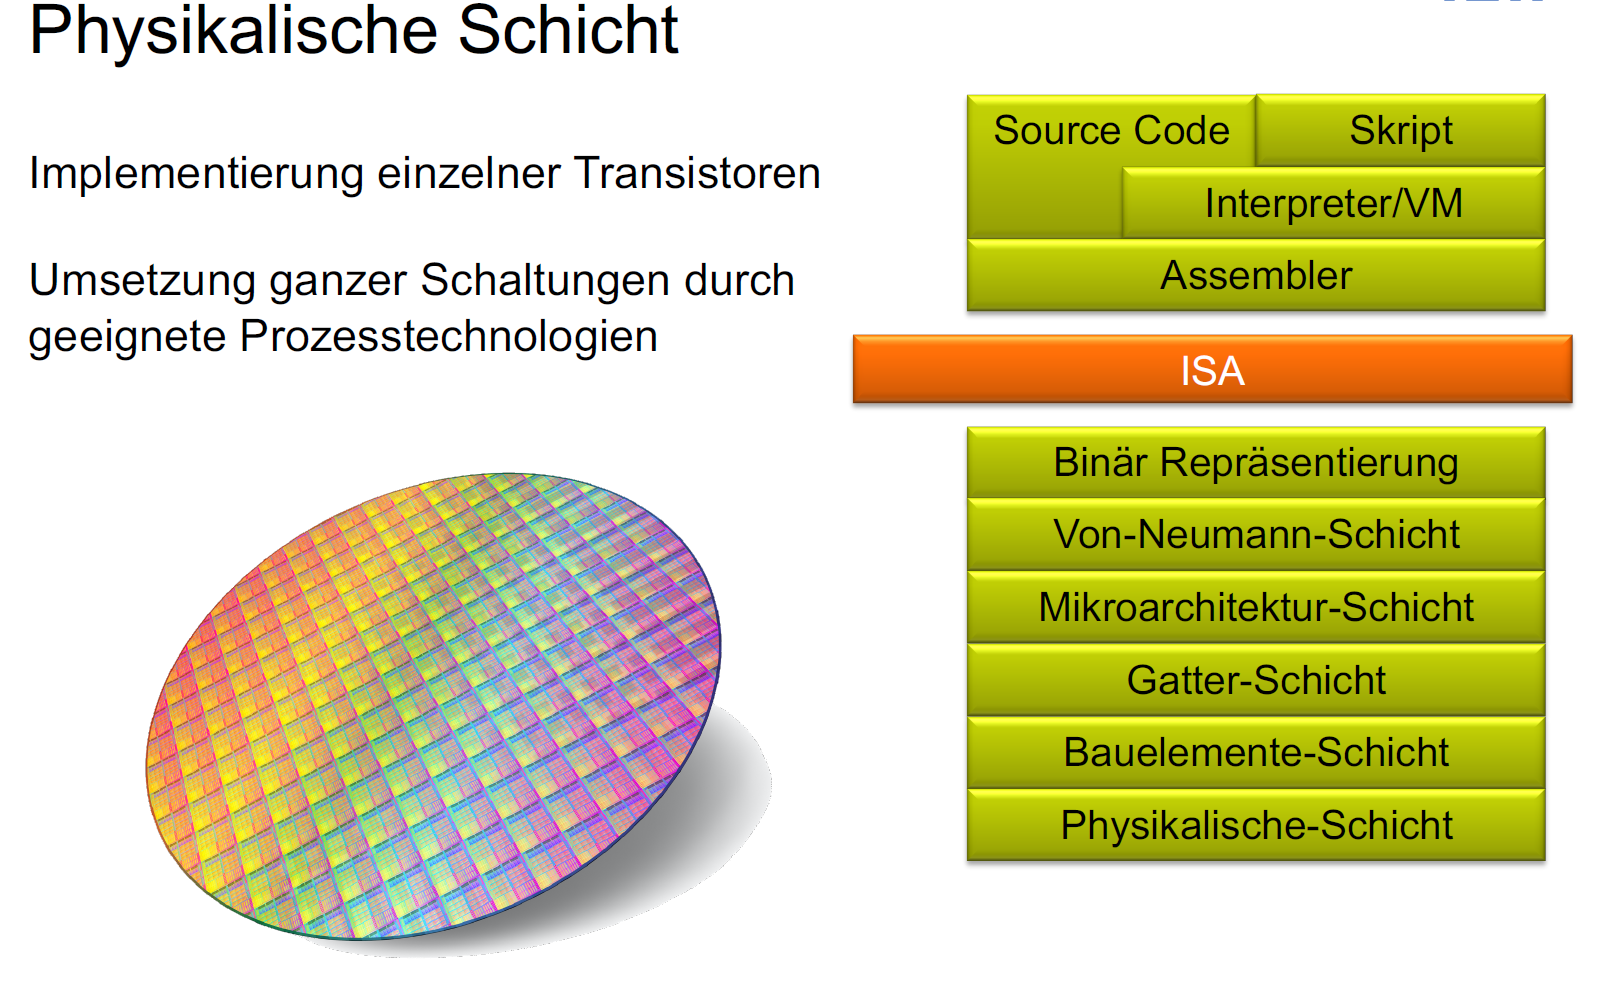 Physikalische Schicht
Implementierung einzelner Transistoren
Umsetzung ganzer Schaltungen durch
geeignete Prozesstechnologien
Source Code
Skript
Interpreter/VM
Assembler
ISA
Binär Repräsentierung
Von-Neumann-Schicht
Mikroarchitektur-Schicht
Gatter-Schicht
Bauelemente-Schicht
Physikalische-Schicht